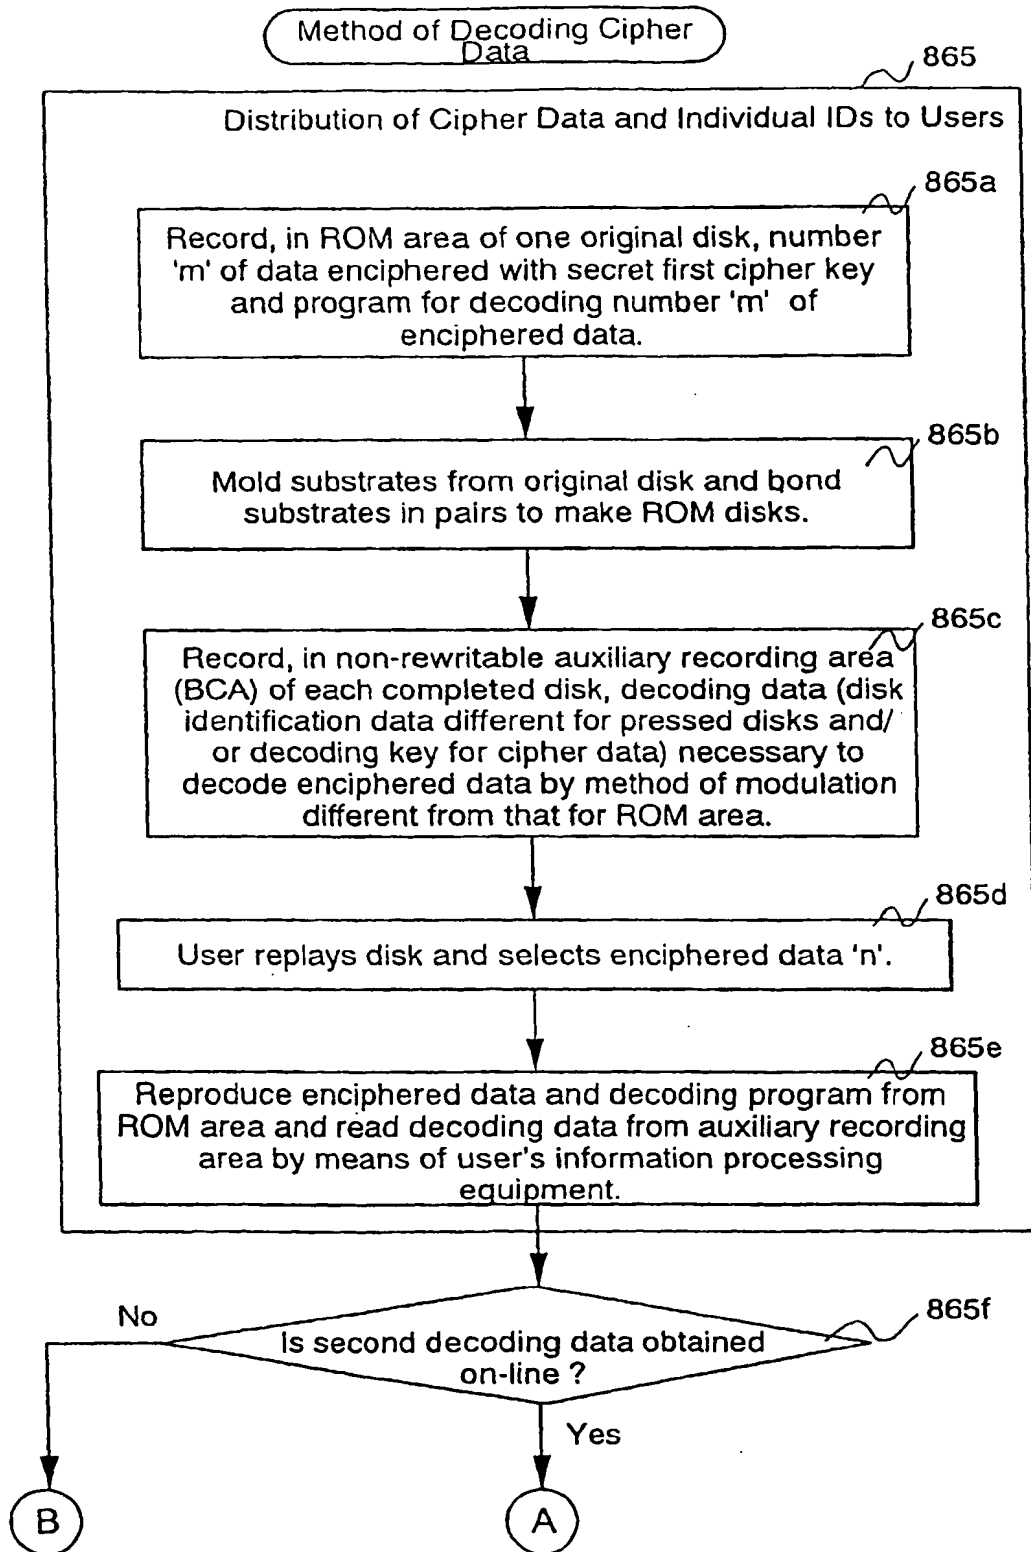 Method of Decoding Cipher
Data
865
Distribution of Cipher Data and Individual IDs to Users
865a
Record, in ROM area of one original disk, number
'm' of data enciphered with secret first cipher key
and program for decoding number 'm' of
enciphered data.
865b
Mold substrates from original disk and bond
substrates in pairs to make ROM disks.
865c
Record, in non-rewritable auxiliary recording area
(BCA) of each completed disk, decoding data (disk
identification data different for pressed disks and/
or decoding key for cipher data) necessary to
decode enciphered data by method of modulation
different from that for ROM area.
865d
User replays disk and selects enciphered data 'n'.
865e
Reproduce enciphered data and decoding program from
ROM area and read decoding data from auxiliary recording
area by means of user's information processing
equipment.
865f
No
Is second decoding data obtained
on-line ?
Yes
B
A